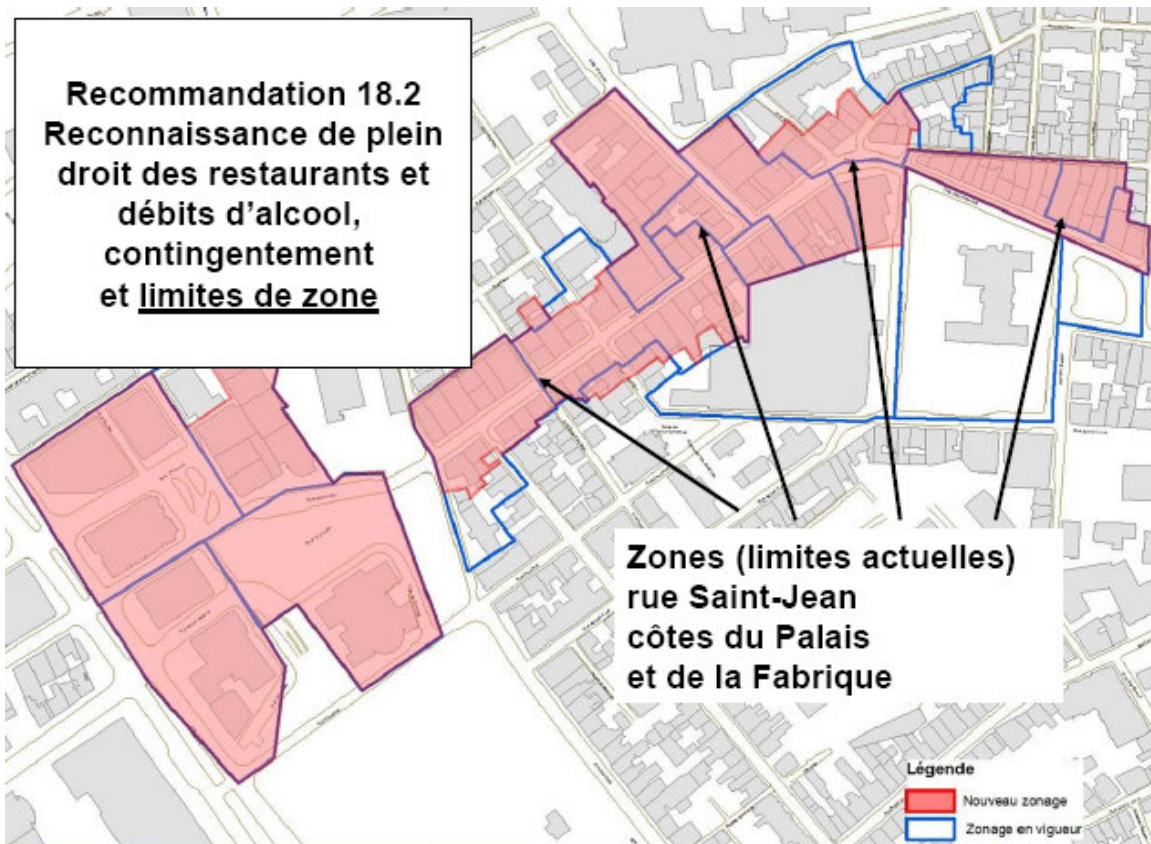 Recommandation 18.2
Reconnaissance de plein
droit des restaurants et
débits d'alcool,
contingentement
et limites de zone
Zones (limites actuelles)
rue Saint-Jean
côtes du Palais
et de la Fabrique
Légende
Nouveau zonage
Zonage en vigueur